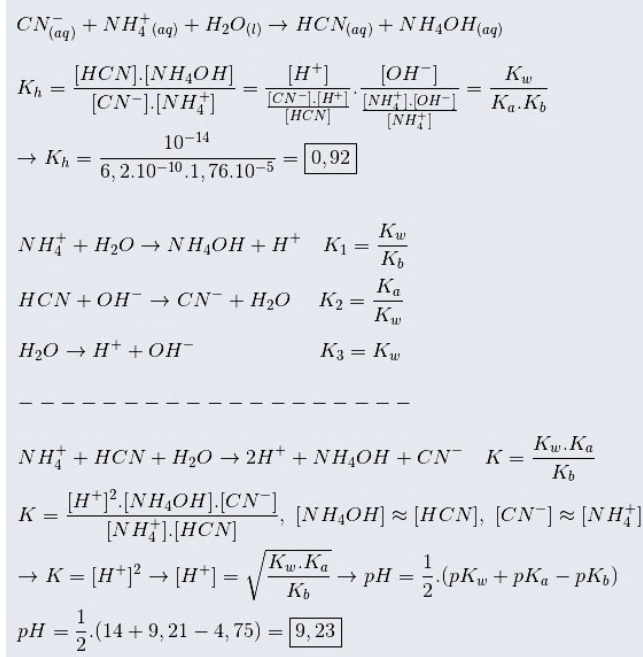 CN⁻(aq) + NH₄⁺(aq) + H₂O(l) → HCN(aq) + NH₄OH(aq)
K_h = [HCN].[NH₄OH] / [CN⁻].[NH₄⁺] = [H⁺] / ([CN⁻].[H⁺] / [HCN]) . [OH⁻] / ([NH₄⁺].[OH⁻] / [NH₄⁺]) = K_w / K_a.K_b
→ K_h = 10⁻¹⁴ / 6,2.10⁻¹⁰.1,76.10⁻⁵ = 0,92
NH₄⁺ + H₂O → NH₄OH + H⁺ K₁ = K_w / K_b
HCN + OH⁻ → CN⁻ + H₂O K₂ = K_a / K_w
H₂O → H⁺ + OH⁻ K₃ = K_w
− − − − − − − − − − − − − − − − − − −
NH₄⁺ + HCN + H₂O → 2H⁺ + NH₄OH + CN⁻ K = K_w.K_a / K_b
K = [H⁺]².[NH₄OH].[CN⁻] / [NH₄⁺].[HCN], [NH₄OH] ≈ [HCN], [CN⁻] ≈ [NH₄⁺]
→ K = [H⁺]² → [H⁺] = √(K_w.K_a / K_b) → pH = 1/2.(pK_w + pK_a − pK_b)
pH = 1/2.(14 + 9,21 − 4,75) = 9,23